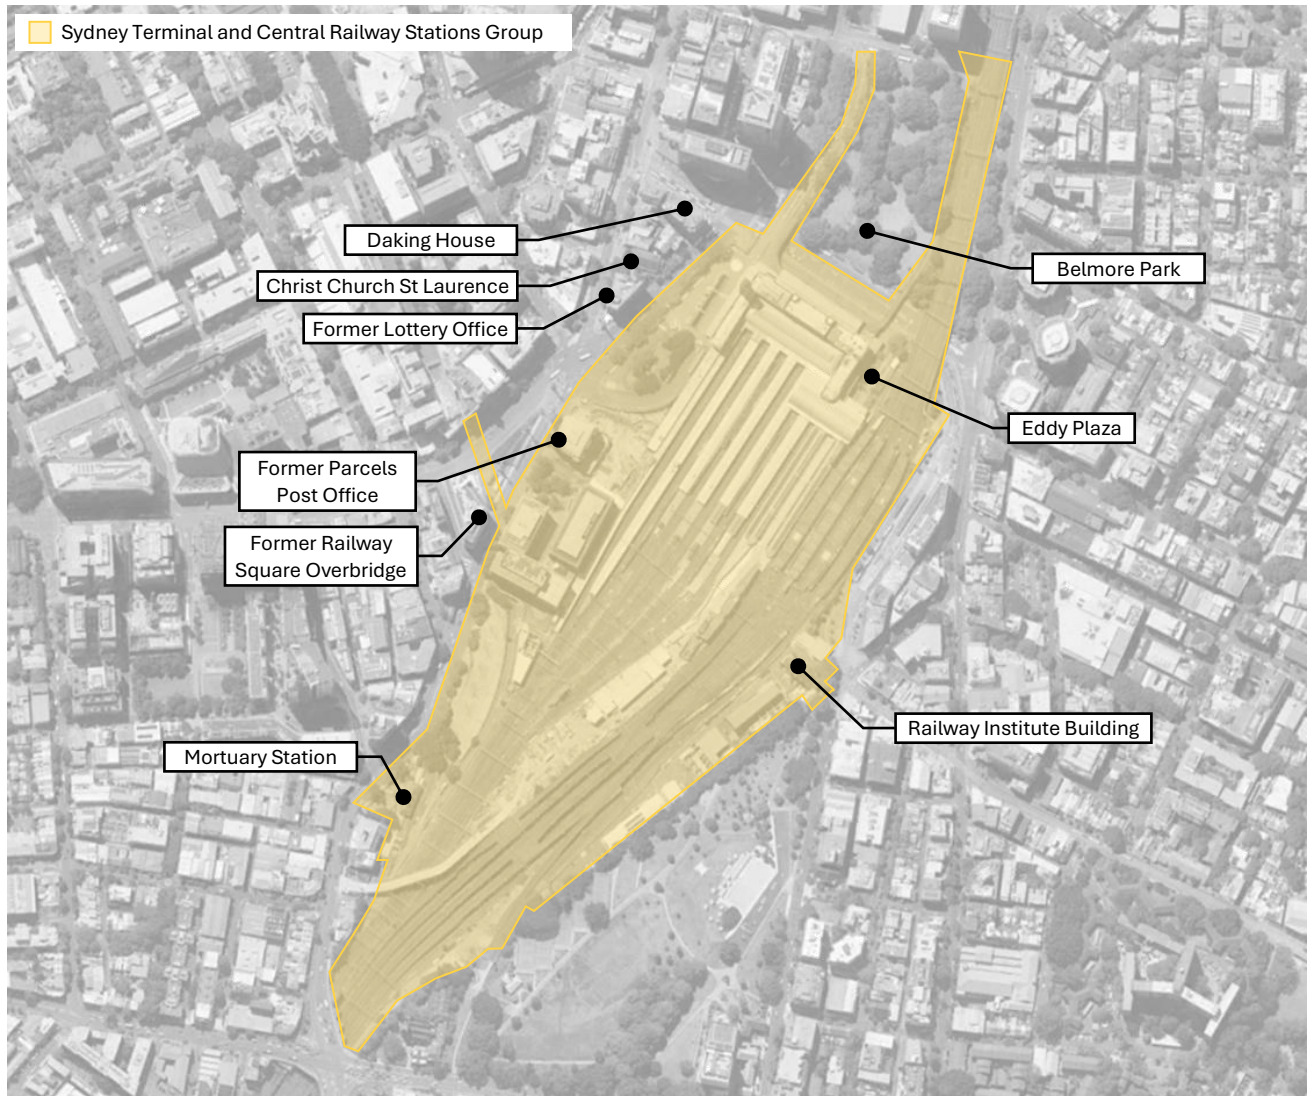 Sydney Terminal and Central Railway Stations Group
Daking House
Christ Church St Laurence
Former Lottery Office
Belmore Park
Eddy Plaza
Former Parcels
Post Office
Former Railway
Square Overbridge
Railway Institute Building
Mortuary Station